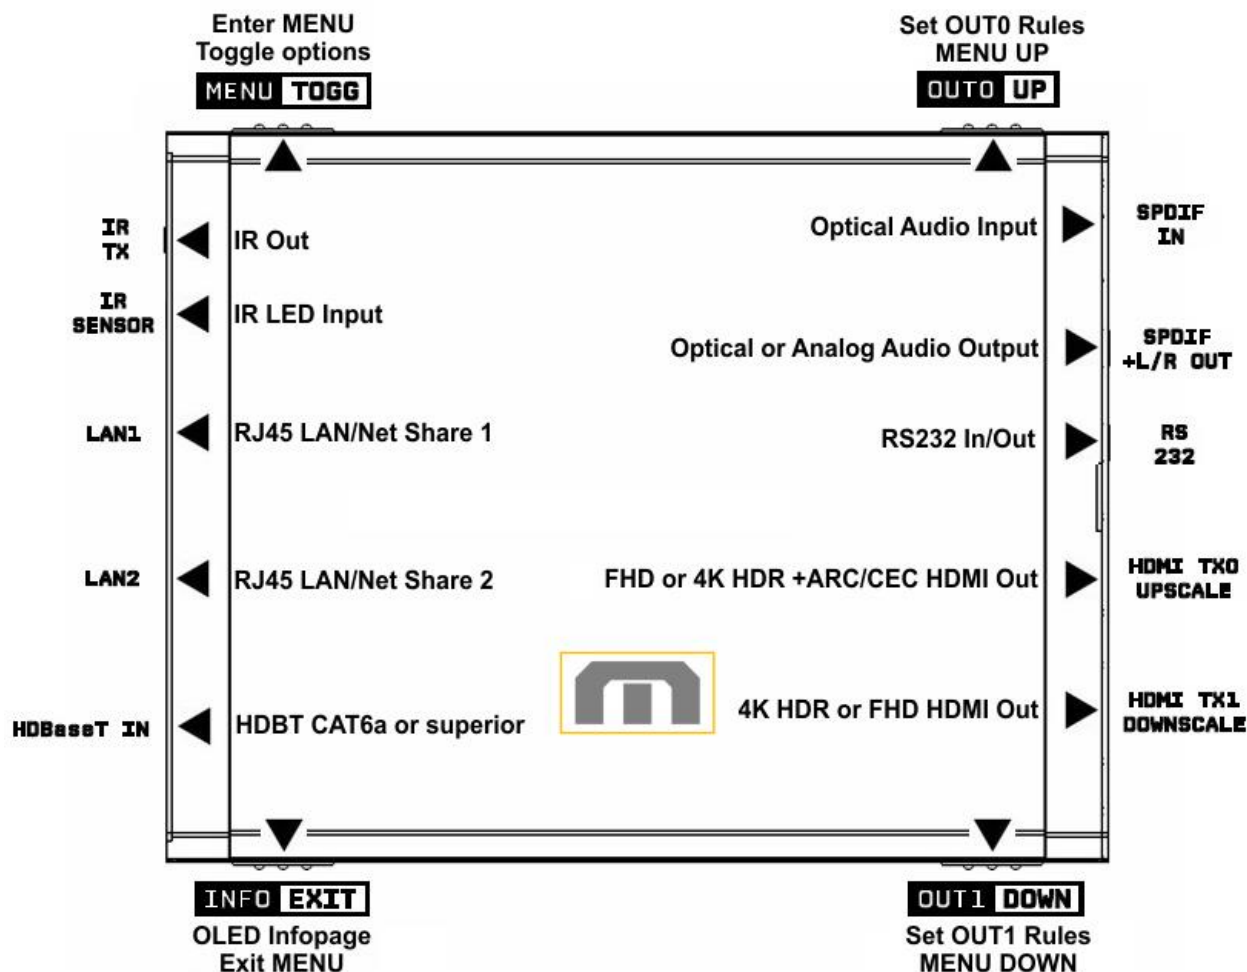 Enter MENU
Toggle options
MENU TOGG
Set OUT0 Rules
MENU UP
OUT0 UP
IR
TX
IR Out
Optical Audio Input
SPDIF
IN
IR
SENSOR
IR LED Input
Optical or Analog Audio Output
SPDIF
+L/R OUT
LAN1
RJ45 LAN/Net Share 1
RS232 In/Out
RS
232
LAN2
RJ45 LAN/Net Share 2
FHD or 4K HDR +ARC/CEC HDMI Out
HDMI TX0
UPSCALE
HDBaseT IN
HDBT CAT6a or superior
4K HDR or FHD HDMI Out
HDMI TX1
DOWNSCALE
INFO EXIT
OLED Infopage
Exit MENU
OUT1 DOWN
Set OUT1 Rules
MENU DOWN